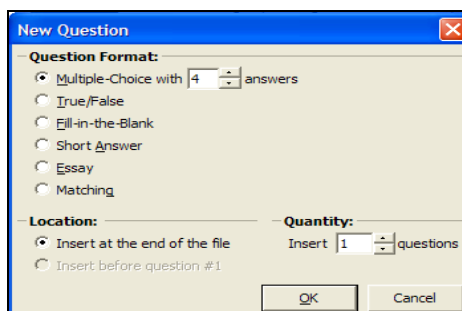 New Question
Question Format:
Multiple-Choice with 4 answers
True/False
Fill-in-the-Blank
Short Answer
Essay
Matching
Location:
Insert at the end of the file
Insert before question #1
Quantity:
Insert 1 questions
OK
Cancel